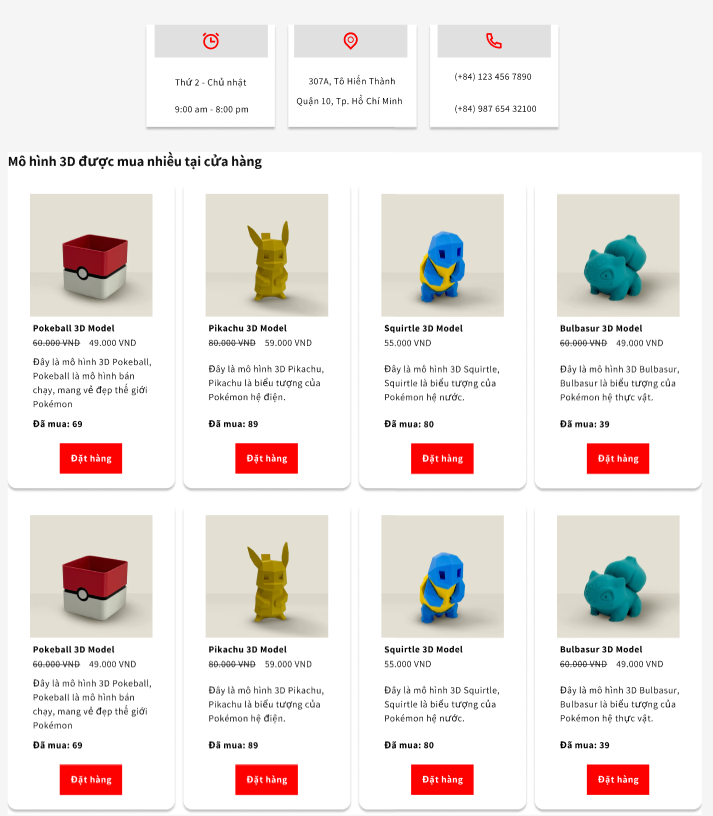 Thứ 2 - Chủ nhật
9:00 am - 8:00 pm
307A, Tô Hiến Thành
Quận 10, Tp. Hồ Chí Minh
(+84) 123 456 7890
(+84) 987 654 32100
Mô hình 3D được mua nhiều tại cửa hàng
Pokeball 3D Model
60.000 VND 49.000 VND
Đây là mô hình 3D Pokeball,
Pokeball là mô hình bán
chạy, mang vẻ đẹp thế giới
Pokémon
Đã mua: 69
Đặt hàng
Pikachu 3D Model
80.000 VND 59.000 VND
Đây là mô hình 3D Pikachu,
Pikachu là biểu tượng của
Pokémon hệ điện.
Đã mua: 89
Đặt hàng
Squirtle 3D Model
55.000 VND
Đây là mô hình 3D Squirtle,
Squirtle là biểu tượng của
Pokémon hệ nước.
Đã mua: 80
Đặt hàng
Bulbasur 3D Model
60.000 VND 49.000 VND
Đây là mô hình 3D Bulbasur,
Bulbasur là biểu tượng của
Pokémon hệ thực vật.
Đã mua: 39
Đặt hàng
Pokeball 3D Model
60.000 VND 49.000 VND
Đây là mô hình 3D Pokeball,
Pokeball là mô hình bán
chạy, mang vẻ đẹp thế giới
Pokémon
Đã mua: 69
Đặt hàng
Pikachu 3D Model
80.000 VND 59.000 VND
Đây là mô hình 3D Pikachu,
Pikachu là biểu tượng của
Pokémon hệ điện.
Đã mua: 89
Đặt hàng
Squirtle 3D Model
55.000 VND
Đây là mô hình 3D Squirtle,
Squirtle là biểu tượng của
Pokémon hệ nước.
Đã mua: 80
Đặt hàng
Bulbasur 3D Model
60.000 VND 49.000 VND
Đây là mô hình 3D Bulbasur,
Bulbasur là biểu tượng của
Pokémon hệ thực vật.
Đã mua: 39
Đặt hàng